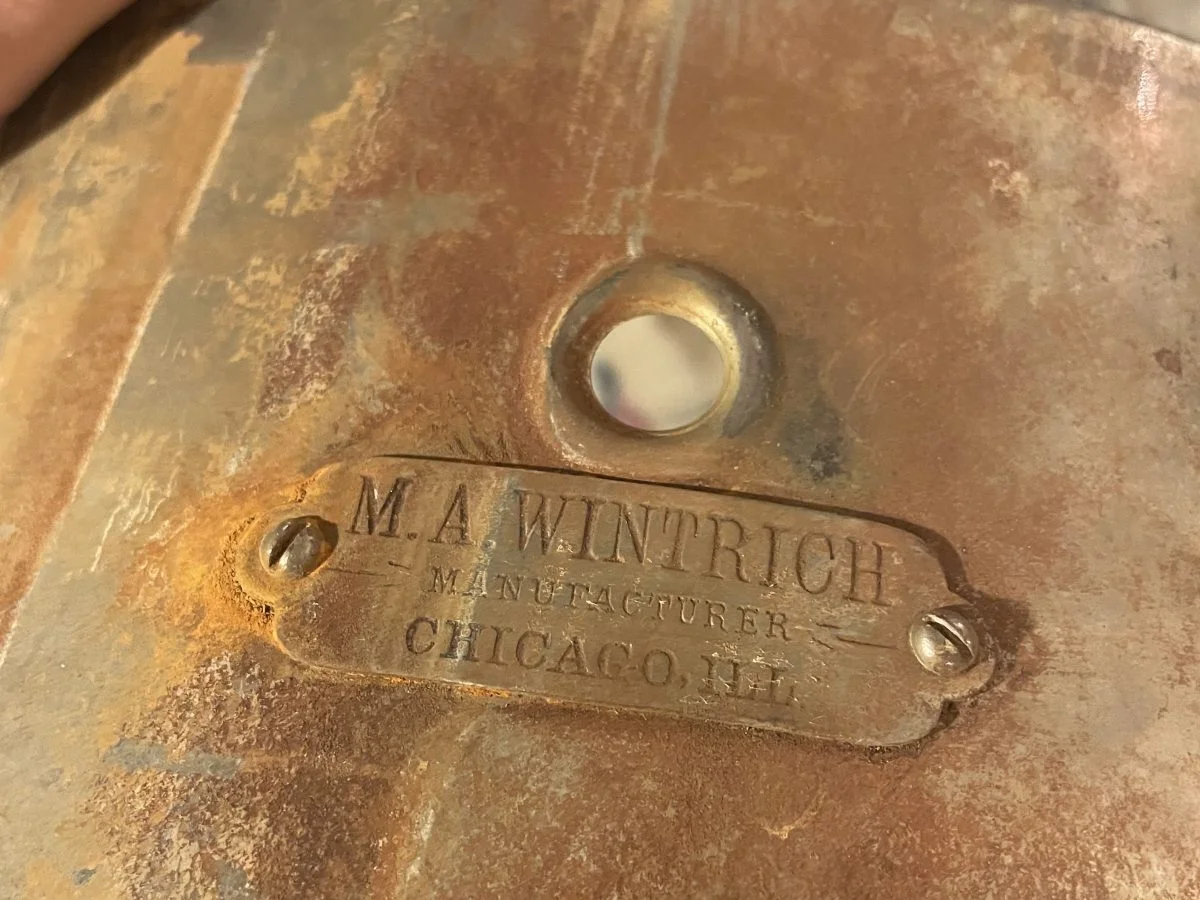 M. A. WINTRICH
MANUFACTURER
CHICAGO, ILL.